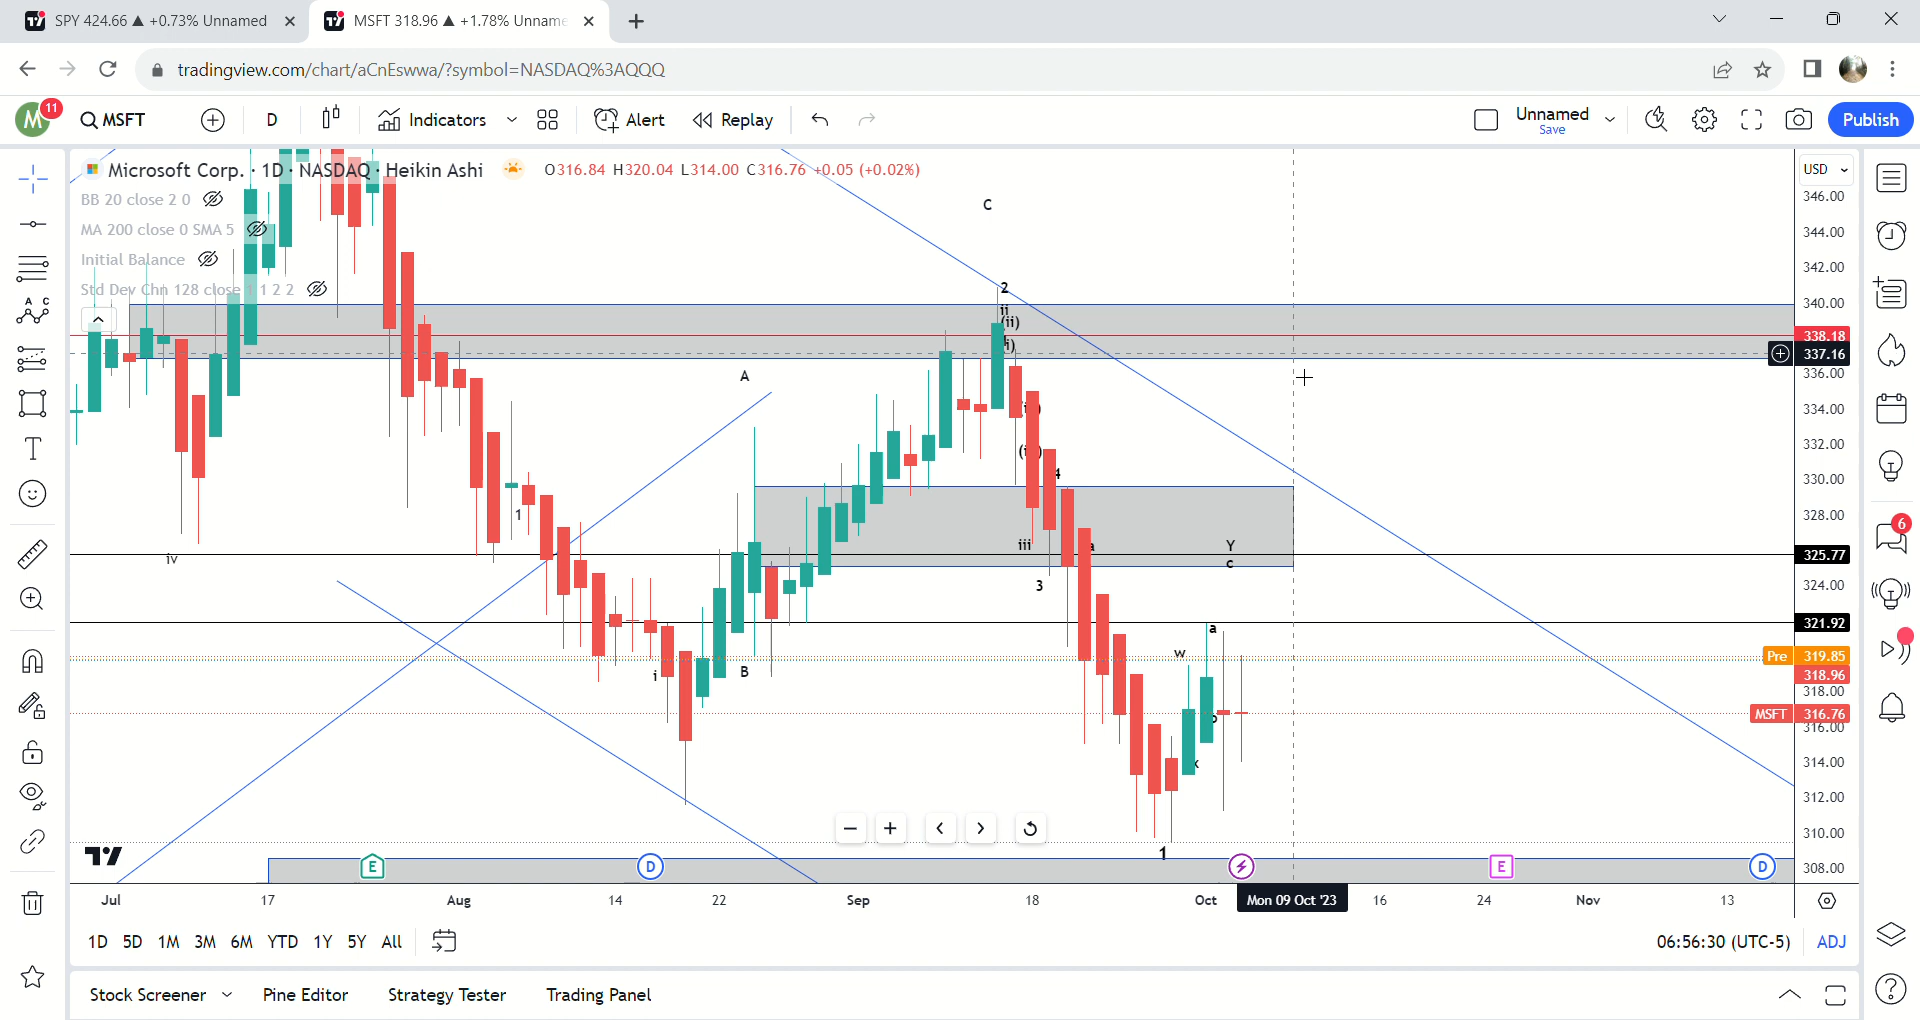 SPY 424.66 ▲ +0.73% Unnamed
MSFT 318.96 ▲ +1.78% Unname
tradingview.com/chart/aCnEswwa/?symbol=NASDAQ%3AQQQ
M
11
MSFT
D
Indicators
Alert
Replay
Unnamed
Save
Publish
Microsoft Corp. · 1D · NASDAQ · Heikin Ashi
O316.84 H320.04 L314.00 C316.76 +0.05 (+0.02%)
USD
BB 20 close 2 0
MA 200 close 0 SMA 5
Initial Balance
Std Dev Chn 128 close 1 1 2 2
346.00
344.00
342.00
340.00
338.18
337.16
336.00
334.00
332.00
330.00
328.00
325.77
324.00
321.92
Pre 319.85
318.96
318.00
MSFT 316.76
316.00
314.00
312.00
310.00
308.00
C
2
ii
(ii)
A
4
1
iv
iii
a
Y
c
3
a
w
i
B
x
1
E
D
E
D
6
Jul
17
Aug
14
22
Sep
18
Oct
Mon 09 Oct '23
16
24
Nov
13
1D 5D 1M 3M 6M YTD 1Y 5Y All
06:56:30 (UTC-5)
ADJ
Stock Screener
Pine Editor
Strategy Tester
Trading Panel